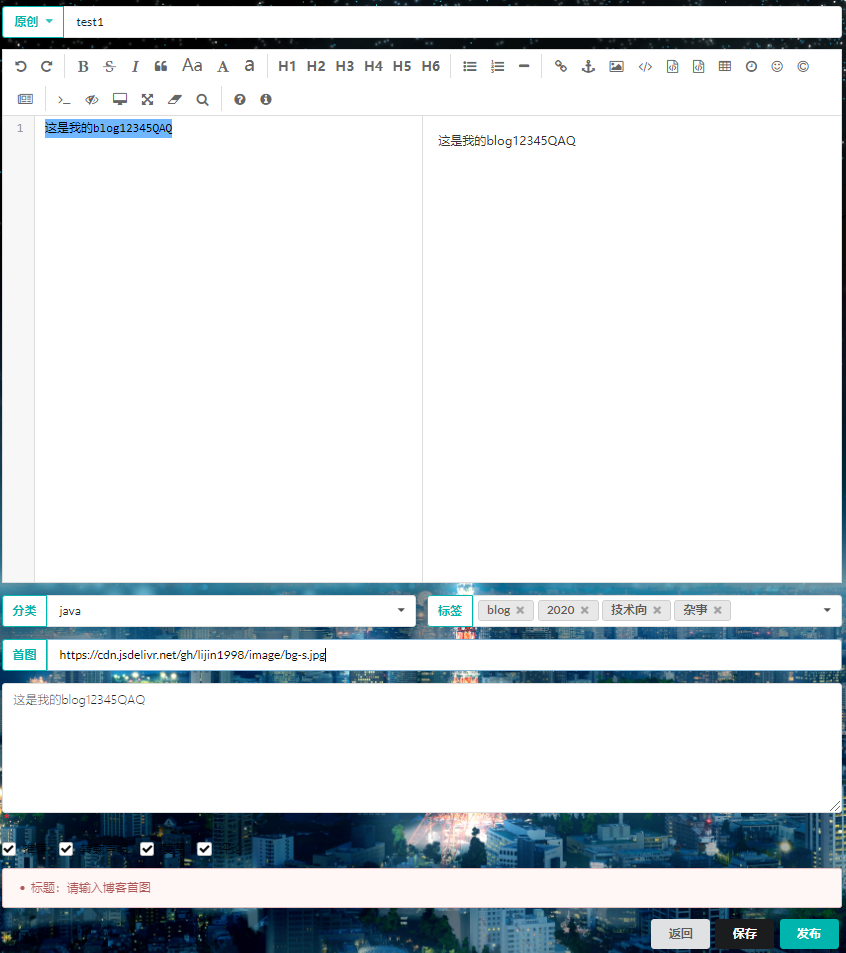 原创 test1
B S I “ Aa A a H1 H2 H3 H4 H5 H6
1 这是我的blog12345QAQ
这是我的blog12345QAQ
分类 java 标签 blog 2020 技术向 杂事
首图 https://cdn.jsdelivr.net/gh/lijin1998/image/bg-s.jpg
这是我的blog12345QAQ
标题：请输入博客首图
返回 保存 发布